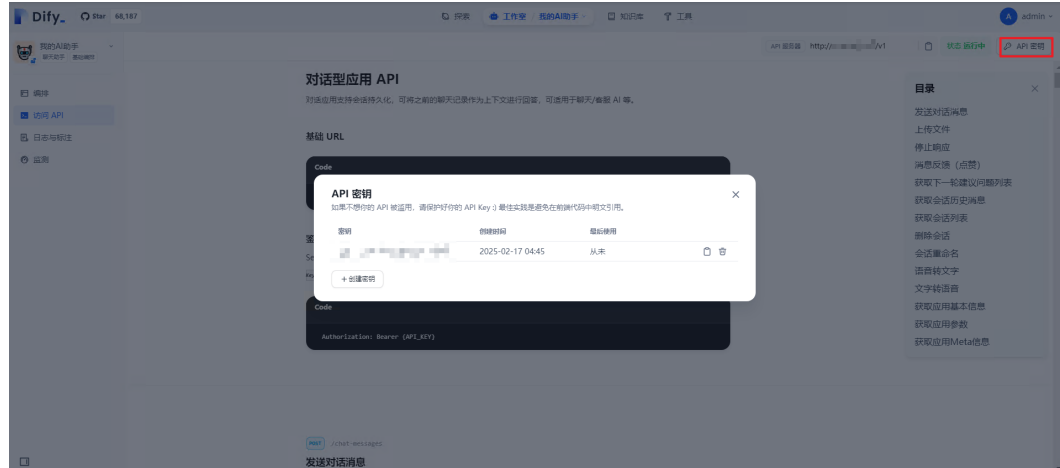 Dify_ Star 68,187 探索 工作室 / 我的AI助手 知识库 工具 A admin
我的AI助手
聊天助手 基础编排
API 服务器 http:// /v1 状态 运行中 API 密钥
编排
访问 API
日志与标注
监测
对话型应用 API
对话应用支持会话持久化，可将之前的聊天记录作为上下文进行回答，可适用于聊天/客服 AI 等。
基础 URL
Code
API 密钥
如果不想你的 API 被滥用，请保护好你的 API Key :) 最佳实践是避免在前端代码中明文引用。
密钥 创建时间 最后使用
2025-02-17 04:45 从未
+ 创建密钥
Code
Authorization: Bearer {API_KEY}
POST /chat-messages
发送对话消息
目录
发送对话消息
上传文件
停止响应
消息反馈（点赞）
获取下一轮建议问题列表
获取会话历史消息
获取会话列表
删除会话
会话重命名
语音转文字
文字转语音
获取应用基本信息
获取应用参数
获取应用Meta信息